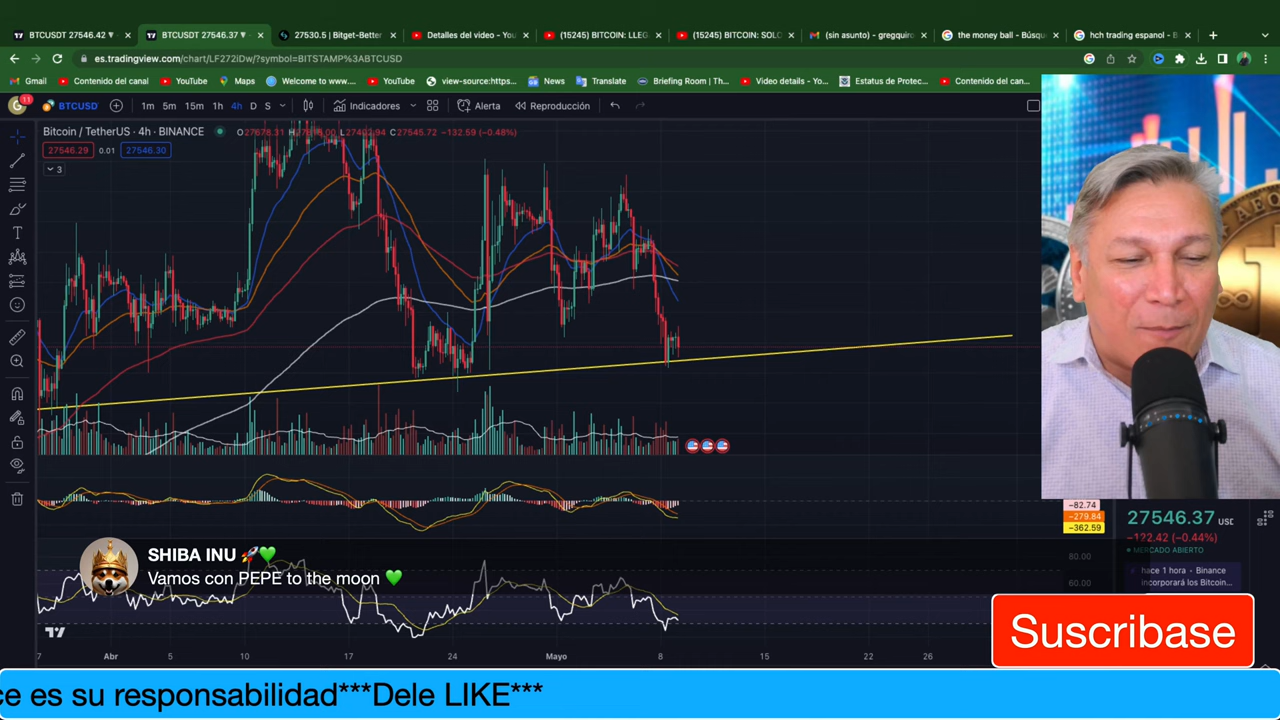 BTCUSDT 27546.42
BTCUSDT 27546.37
27530.5 | Bitget-Better
Detalles del video - Yo
(15245) BITCOIN: LLEG
(15245) BITCOIN: SOLO
(sin asunto) - gregquiro
the money ball - Búsqu
hch trading espanol - B
es.tradingview.com/chart/LF272iDw/?symbol=BITSTAMP%3ABTCUSD
Gmail
Contenido del canal
YouTube
Maps
Welcome to www....
YouTube
view-source:https...
News
Translate
Briefing Room | Th...
Video details - Yo...
Estatus de Protec...
Contenido del can...
G
11
BTCUSD
1m 5m 15m 1h 4h D S
Indicadores
Alerta
Reproducción
Bitcoin / TetherUS · 4h · BINANCE
C27545.72 −132.59 (−0.48%)
27546.29
0.01
27546.30
3
−82.74
−279.84
−362.59
27546.37 USD
−122.42 (−0.44%)
MERCADO ABIERTO
hace 1 hora · Binance
incorporará los Bitcoin...
80.00
60.00
SHIBA INU 🚀💚
Vamos con PEPE to the moon 💚
Suscribase
7 Abr 5 10 17 24 Mayo 8 15 22 26
ce es su responsabilidad***Dele LIKE***